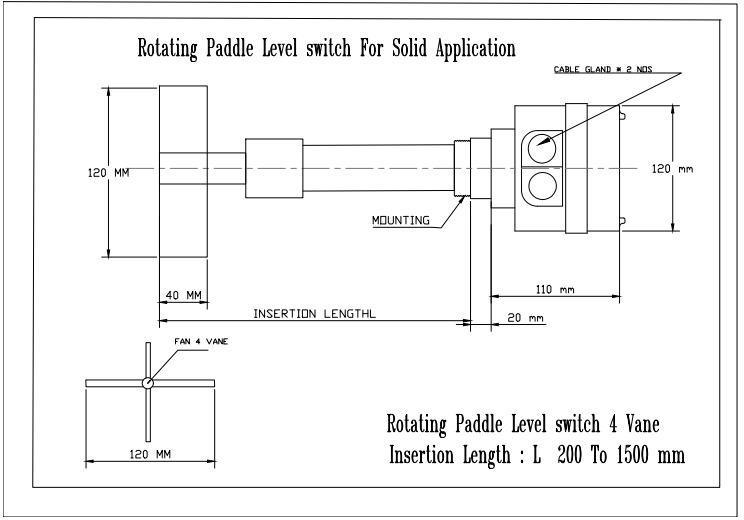 Rotating Paddle Level switch For Solid Application
CABLE GLAND * 2 NOS
120 MM
120 mm
MOUNTING
40 MM
110 mm
INSERTION LENGTHL
20 mm
FAN 4 VANE
120 MM
Rotating Paddle Level switch 4 Vane
Insertion Length : L 200 To 1500 mm